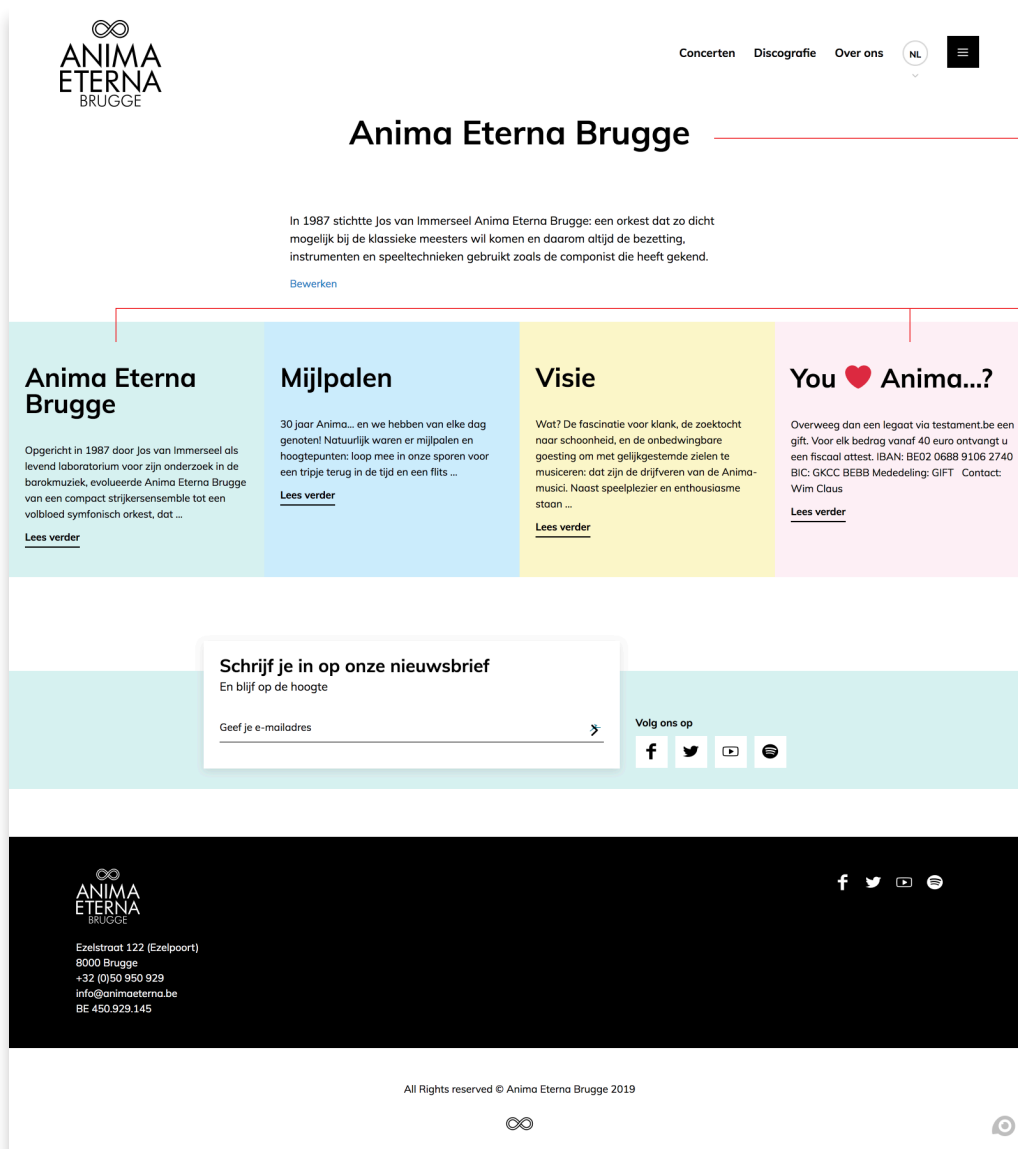 ANIMA
ETERNA
BRUGGE
Concerten
Discografie
Over ons
NL
Anima Eterna Brugge
In 1987 stichtte Jos van Immerseel Anima Eterna Brugge: een orkest dat zo dicht
mogelijk bij de klassieke meesters wil komen en daarom altijd de bezetting,
instrumenten en speeltechnieken gebruikt zoals de componist die heeft gekend.
Bewerken
Anima Eterna
Brugge
Opgericht in 1987 door Jos van Immerseel als
levend laboratorium voor zijn onderzoek in de
barokmuziek, evolueerde Anima Eterna Brugge
van een compact strijkersensemble tot een
volbloed symfonisch orkest, dat ...
Lees verder
Mijlpalen
30 jaar Anima... en we hebben van elke dag
genoten! Natuurlijk waren er mijlpalen en
hoogtepunten: loop mee in onze sporen voor
een tripje terug in de tijd en een flits ...
Lees verder
Visie
Wat? De fascinatie voor klank, de zoektocht
naar schoonheid, en de onbedwingbare
goesting om met gelijkgestemde zielen te
musiceren: dat zijn de drijfveren van de Anima-
musici. Naast speelplezier en enthousiasme
staan ...
Lees verder
You ❤ Anima...?
Overweeg dan een legaat via testament.be een
gift. Voor elk bedrag vanaf 40 euro ontvangt u
een fiscaal attest. IBAN: BE02 0688 9106 2740
BIC: GKCC BEBB Mededeling: GIFT Contact:
Wim Claus
Lees verder
Schrijf je in op onze nieuwsbrief
En blijf op de hoogte
Geef je e-mailadres
Volg ons op
ANIMA
ETERNA
BRUGGE
Ezelstraat 122 (Ezelpoort)
8000 Brugge
+32 (0)50 950 929
info@animaeterna.be
BE 450.929.145
All Rights reserved © Anima Eterna Brugge 2019